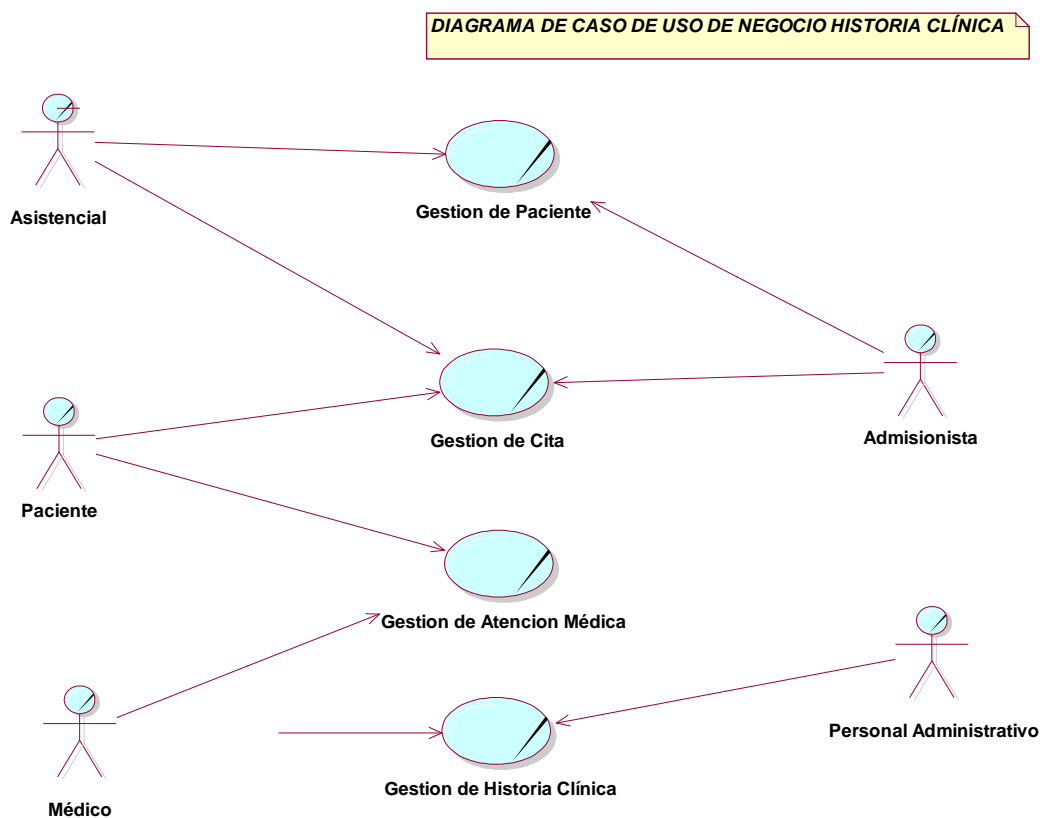 DIAGRAMA DE CASO DE USO DE NEGOCIO HISTORIA CLÍNICA
Asistencial
Gestion de Paciente
Gestion de Cita
Admisionista
Paciente
Gestion de Atencion Médica
Personal Administrativo
Gestion de Historia Clínica
Médico